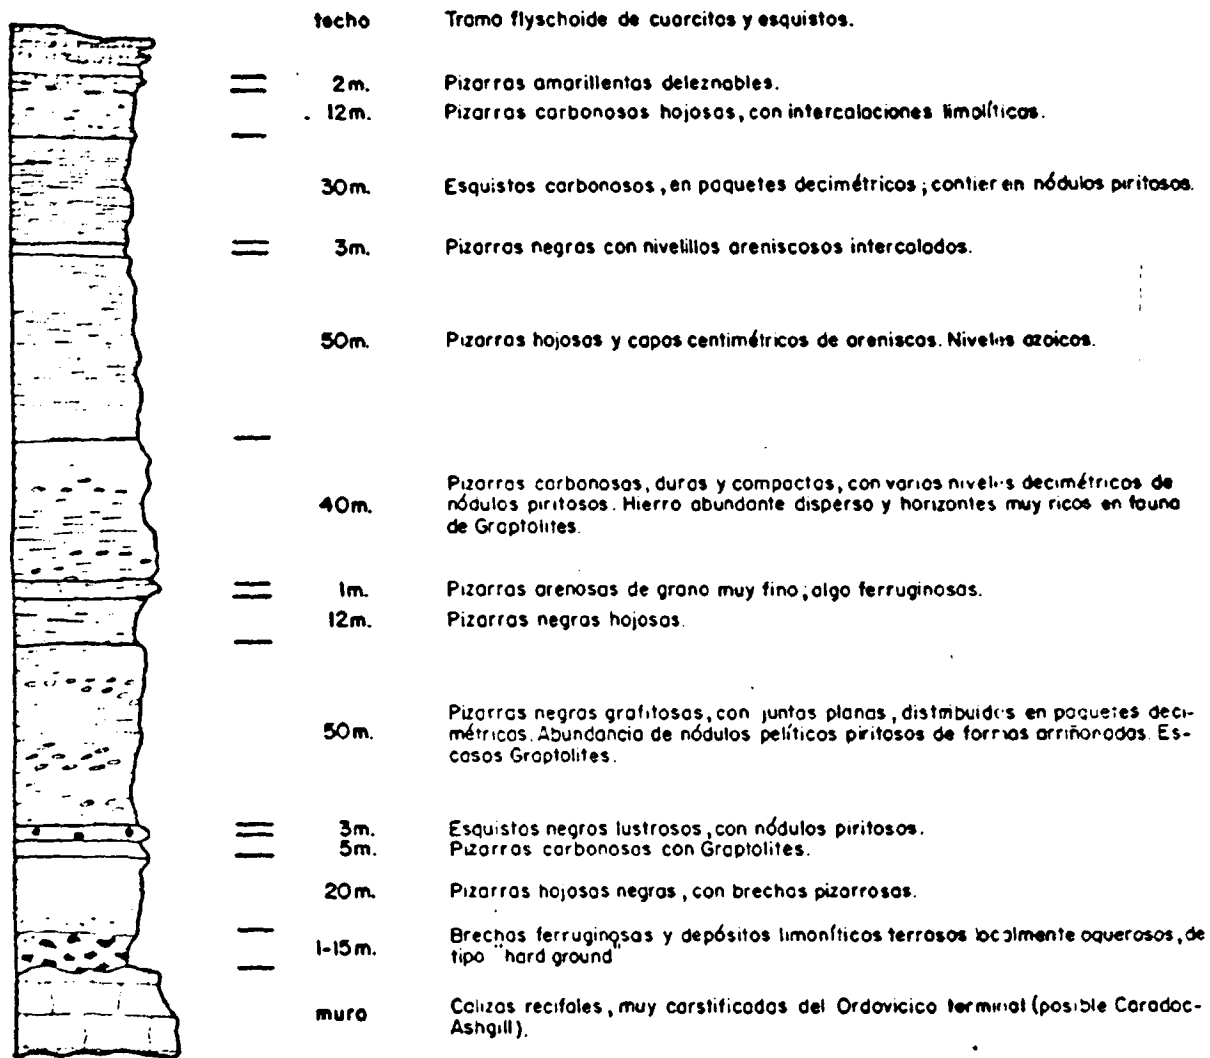 techo Tramo flyschoide de cuarcitas y esquistos.
2m. Pizarras amarillentas deleznables.
12m. Pizarras carbonosas hojosas, con intercalaciones limolíticas.
30m. Esquistos carbonosos, en paquetes decimétricos; contienen nódulos piritosos.
3m. Pizarras negras con nivelillos areniscosos intercalados.
50m. Pizarras hojosas y capas centimétricas de areniscas. Niveles azoicos.
Pizarras carbonosas, duras y compactas, con varios niveles decimétricos de
40m. nódulos piritosos. Hierro abundante disperso y horizontes muy ricos en fauna
de Graptolites.
1m. Pizarras arenosas de grano muy fino; algo ferruginosas.
12m. Pizarras negras hojosas.
Pizarras negras grafitosas, con juntas planas, distribuidas en paquetes deci-
50m. métricos. Abundancia de nódulos pelíticos piritosos de formas arriñonadas. Es-
casos Graptolites.
3m. Esquistos negros lustrosos, con nódulos piritosos.
5m. Pizarras carbonosas con Graptolites.
20m. Pizarras hojosas negras, con brechas pizarrosas.
Brechas ferruginosas y depósitos limoníticos terrosos localmente oquerosos, de
1-15m. tipo "hard ground"
muro Calizas recifales, muy carstificadas del Ordovicico terminal (posible Caradoc-
Ashgill).